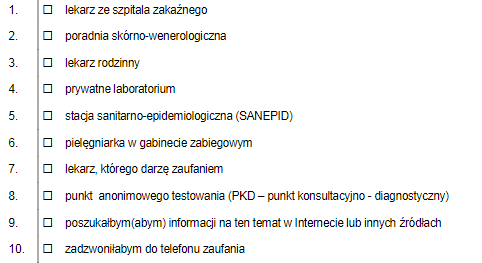 1. □ lekarz ze szpitala zakaźnego
2. □ poradnia skórno-wenerologiczna
3. □ lekarz rodzinny
4. □ prywatne laboratorium
5. □ stacja sanitarno-epidemiologiczna (SANEPID)
6. □ pielęgniarka w gabinecie zabiegowym
7. □ lekarz, którego darzę zaufaniem
8. □ punkt anonimowego testowania (PKD – punkt konsultacyjno - diagnostyczny)
9. □ poszukałbym(abym) informacji na ten temat w Internecie lub innych źródłach
10. □ zadzwoniłabym do telefonu zaufania